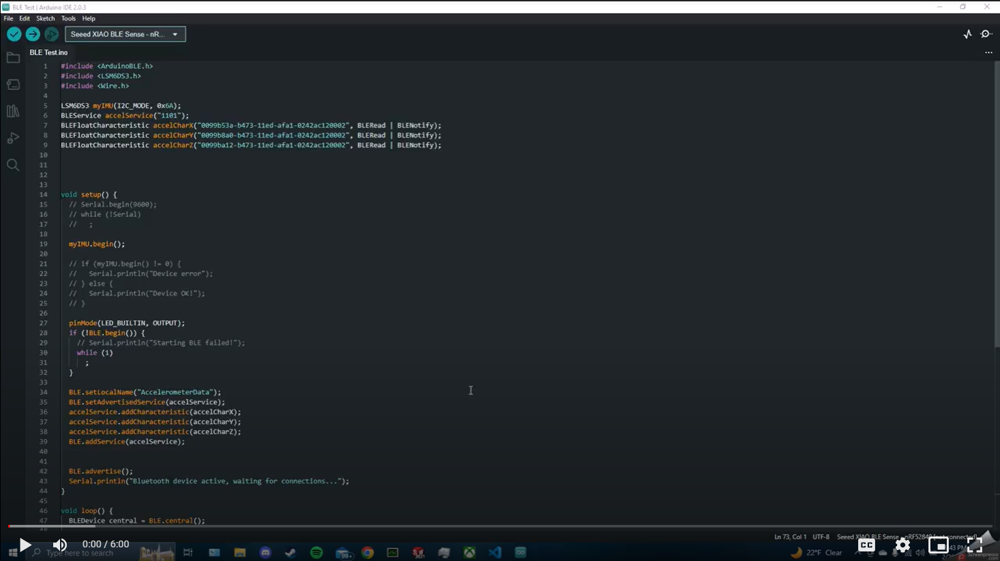 BLE Test | Arduino IDE 2.0.3
File Edit Sketch Tools Help
Seeed XIAO BLE Sense - nR...
BLE Test.ino
1 #include <ArduinoBLE.h>
2 #include <LSM6DS3.h>
3 #include <Wire.h>
4
5 LSM6DS3 myIMU(I2C_MODE, 0x6A);
6 BLEService accelService("1101");
7 BLEFloatCharacteristic accelCharX("0099b53a-b473-11ed-afa1-0242ac120002", BLERead | BLENotify);
8 BLEFloatCharacteristic accelCharY("0099b8a0-b473-11ed-afa1-0242ac120002", BLERead | BLENotify);
9 BLEFloatCharacteristic accelCharZ("0099ba12-b473-11ed-afa1-0242ac120002", BLERead | BLENotify);
10
11
12
13
14 void setup() {
15 // Serial.begin(9600);
16 // while (!Serial)
17 // ;
18
19 myIMU.begin();
20
21 // if (myIMU.begin() != 0) {
22 // Serial.println("Device error");
23 // } else {
24 // Serial.println("Device OK!");
25 // }
26
27 pinMode(LED_BUILTIN, OUTPUT);
28 if (!BLE.begin()) {
29 // Serial.println("Starting BLE failed!");
30 while (1)
31 ;
32 }
33
34 BLE.setLocalName("AccelerometerData");
35 BLE.setAdvertisedService(accelService);
36 accelService.addCharacteristic(accelCharX);
37 accelService.addCharacteristic(accelCharY);
38 accelService.addCharacteristic(accelCharZ);
39 BLE.addService(accelService);
40
41
42 BLE.advertise();
43 Serial.println("Bluetooth device active, waiting for connections...");
44 }
45
46 void loop() {
47 BLEDevice central = BLE.central();
Ln 73, Col 1 UTF-8 Seeed XIAO BLE Sense - nRF52840 [not connected]
0:00 / 6:00
CC
Type here to search
99+
22°F Clear
Screenpresso